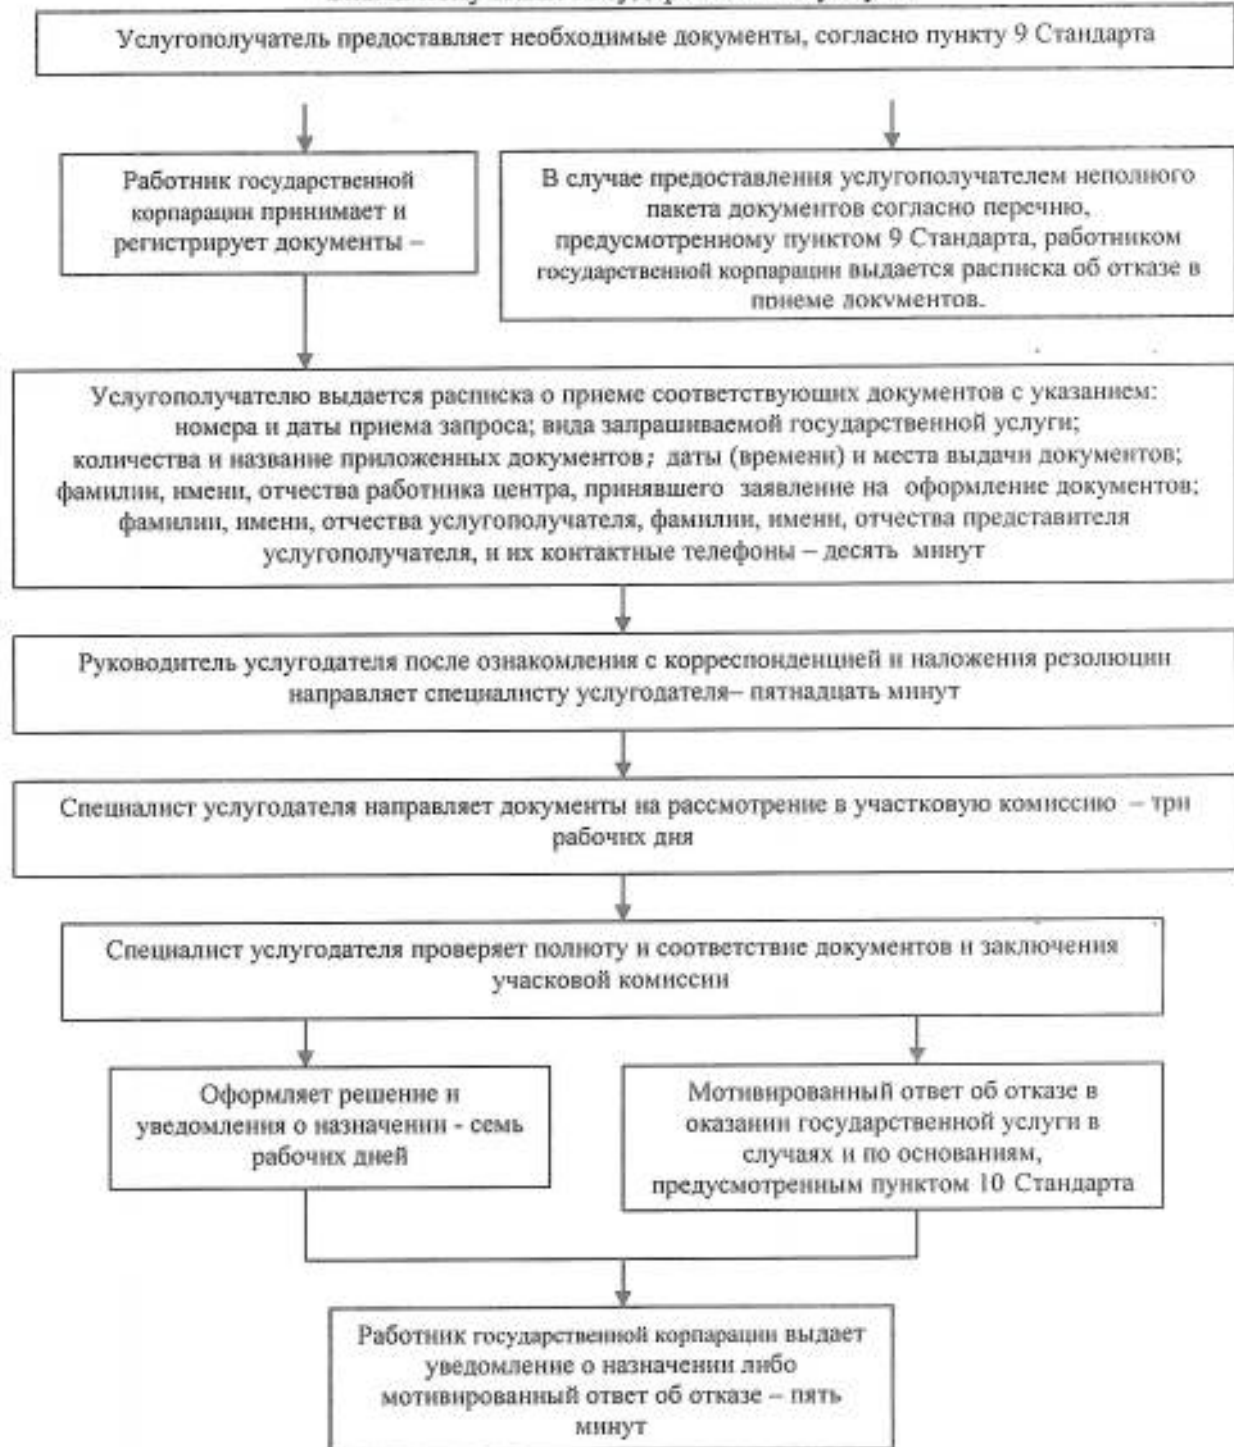 Услугополучатель предоставляет необходимые документы, согласно пункту 9 Стандарта
Работник государственной
корпарации принимает и
регистрирует документы –
В случае предоставления услугополучателем неполного
пакета документов согласно перечню,
предусмотренному пунктом 9 Стандарта, работником
государственной корпарации выдается расписка об отказе в
приеме документов.
Услугополучателю выдается расписка о приеме соответствующих документов с указанием:
номера и даты приема запроса; вида запрашиваемой государственной услуги;
количества и название приложенных документов; даты (времени) и места выдачи документов;
фамилии, имени, отчества работника центра, принявшего заявление на оформление документов;
фамилии, имени, отчества услугополучателя, фамилии, имени, отчества представителя
услугополучателя, и их контактные телефоны – десять минут
Руководитель услугодателя после ознакомления с корреспонденцией и наложения резолюции
направляет специалисту услугодателя– пятнадцать минут
Специалист услугодателя направляет документы на рассмотрение в участковую комиссию – три
рабочих дня
Специалист услугодателя проверяет полноту и соответствие документов и заключения
учасковой комиссии
Оформляет решение и
уведомления о назначении - семь
рабочих дней
Мотивированный ответ об отказе в
оказании государственной услуги в
случаях и по основаниям,
предусмотренным пунктом 10 Стандарта
Работник государственной корпарации выдает
уведомление о назначении либо
мотивированный ответ об отказе – пять
минут